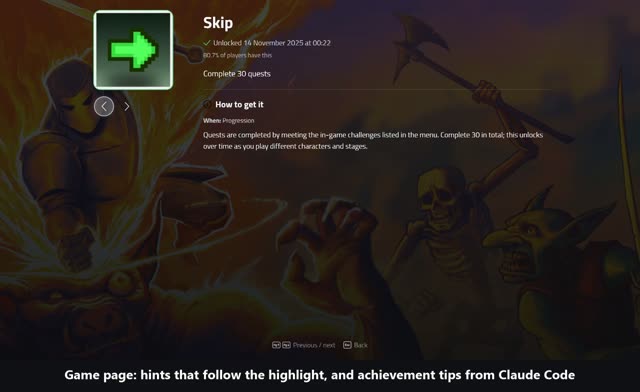 Skip
Unlocked 14 November 2025 at 00:22
80.7% of players have this
Complete 30 quests
How to get it
When: Progression
Quests are completed by meeting the in-game challenges listed in the menu. Complete 30 in total; this unlocks
over time as you play different characters and stages.
Previous / next Back
Game page: hints that follow the highlight, and achievement tips from Claude Code